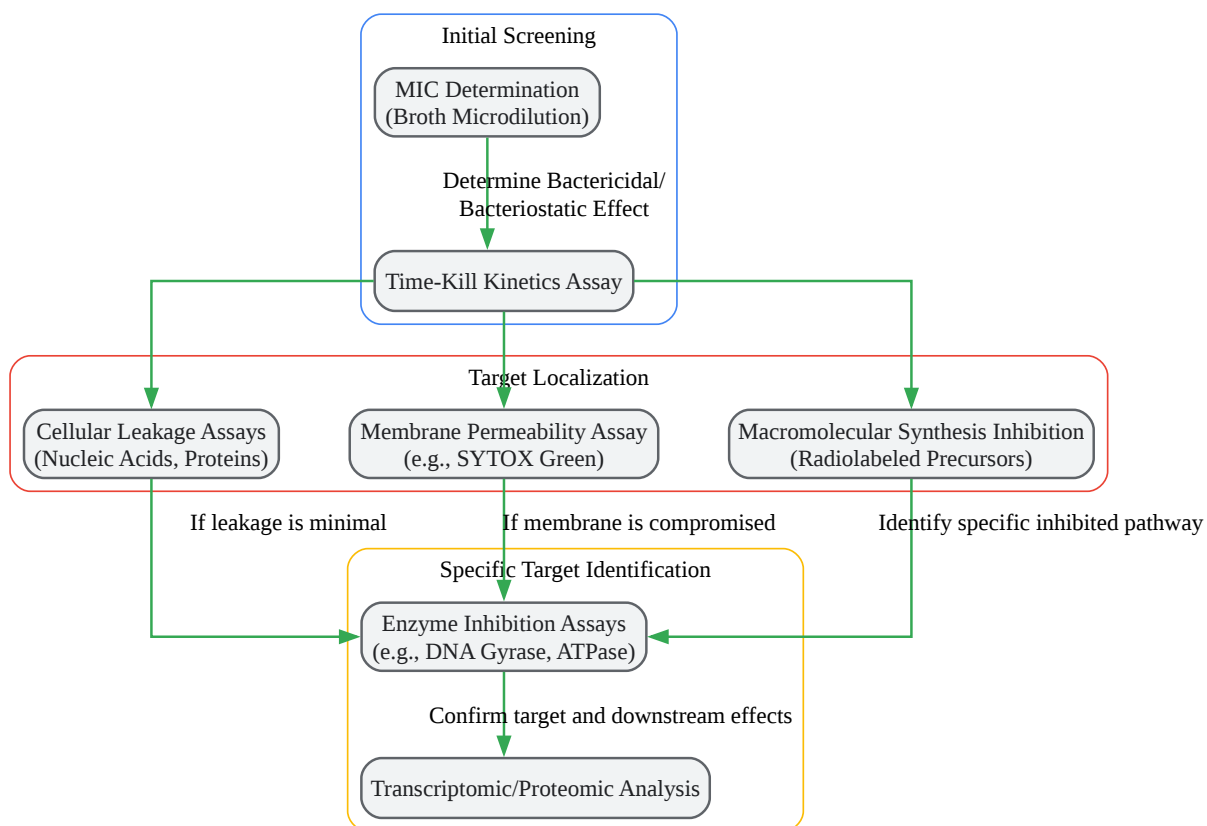 Initial Screening
MIC Determination
(Broth Microdilution)
Determine Bactericidal/
Bacteriostatic Effect
Time-Kill Kinetics Assay
Target Localization
Cellular Leakage Assays
(Nucleic Acids, Proteins)
Membrane Permeability Assay
(e.g., SYTOX Green)
Macromolecular Synthesis Inhibition
(Radiolabeled Precursors)
If leakage is minimal
If membrane is compromised
Identify specific inhibited pathway
Specific Target Identification
Enzyme Inhibition Assays
(e.g., DNA Gyrase, ATPase)
Confirm target and downstream effects
Transcriptomic/Proteomic Analysis